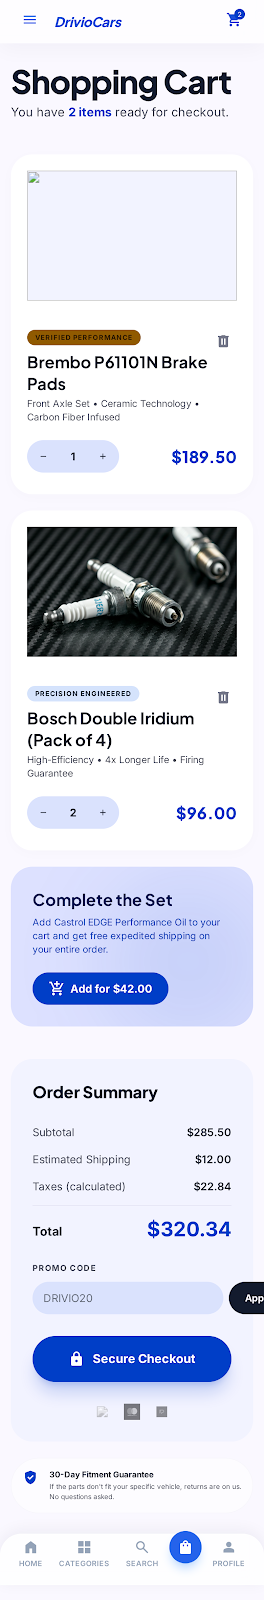 DrivioCars
2
Shopping Cart
You have 2 items ready for checkout.
VERIFIED PERFORMANCE
Brembo P61101N Brake
Pads
Front Axle Set • Ceramic Technology •
Carbon Fiber Infused
− 1 + $189.50
PRECISION ENGINEERED
Bosch Double Iridium
(Pack of 4)
High-Efficiency • 4x Longer Life • Firing
Guarantee
− 2 + $96.00
Complete the Set
Add Castrol EDGE Performance Oil to your
cart and get free expedited shipping on
your entire order.
Add for $42.00
Order Summary
Subtotal $285.50
Estimated Shipping $12.00
Taxes (calculated) $22.84
Total $320.34
PROMO CODE
DRIVIO20 App
Secure Checkout
30-Day Fitment Guarantee
If the parts don't fit your specific vehicle, returns are on us.
No questions asked.
HOME CATEGORIES SEARCH PROFILE